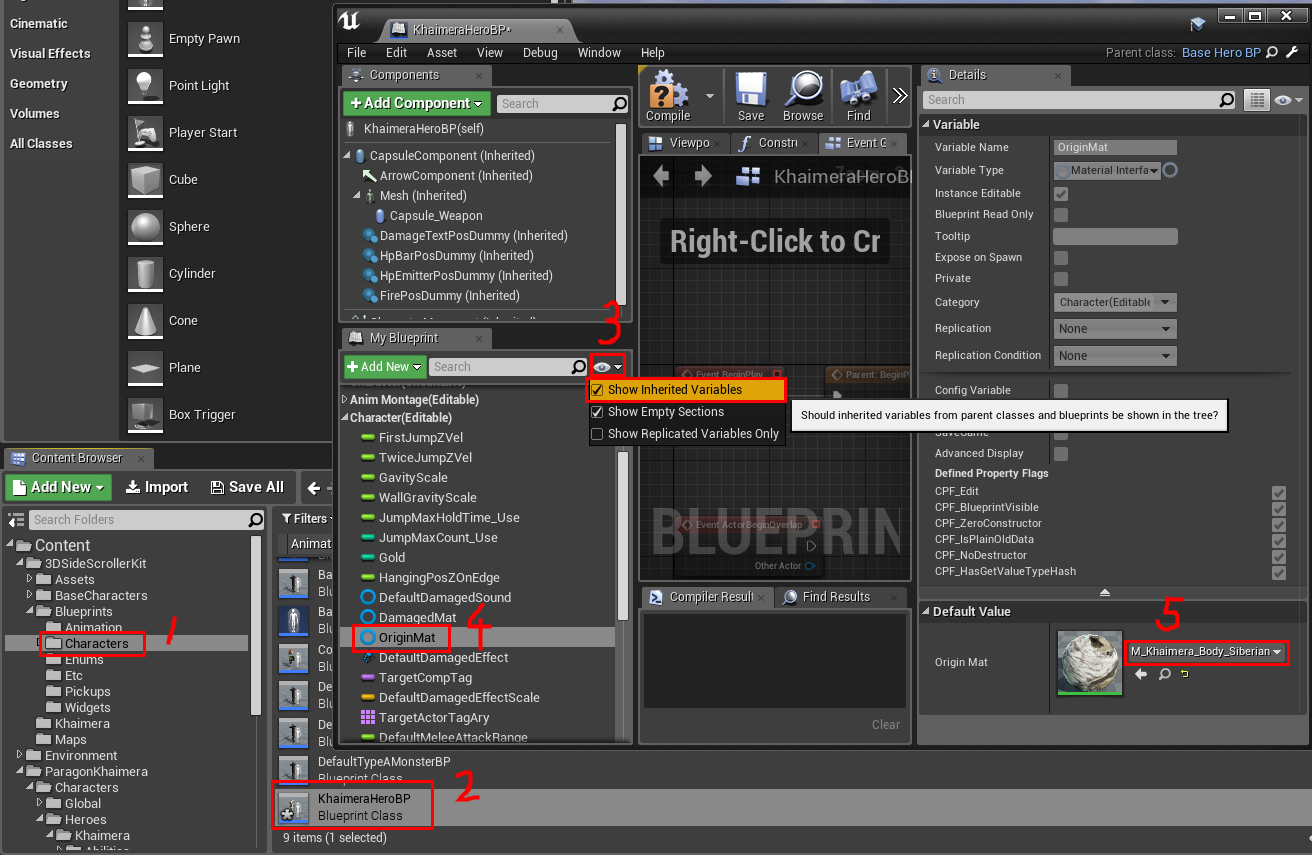 Cinematic
Visual Effects
Geometry
Volumes
All Classes
Empty Pawn
Point Light
Player Start
Cube
Sphere
Cylinder
Cone
Plane
Box Trigger
KhaimeraHeroBP*
File Edit Asset View Debug Window Help
Parent class: Base Hero BP
Components
Add Component
Search
KhaimeraHeroBP(self)
CapsuleComponent (Inherited)
ArrowComponent (Inherited)
Mesh (Inherited)
Capsule_Weapon
DamageTextPosDummy (Inherited)
HpBarPosDummy (Inherited)
HpEmitterPosDummy (Inherited)
FirePosDummy (Inherited)
3
My Blueprint
Add New
Search
Anim Montage(Editable)
Character(Editable)
FirstJumpZVel
TwiceJumpZVel
GavityScale
WallGravityScale
JumpMaxHoldTime_Use
JumpMaxCount_Use
Gold
HangingPosZOnEdge
DefaultDamagedSound
DamagedMat
4
OriginMat
DefaultDamagedEffect
TargetCompTag
DefaultDamagedEffectScale
TargetActorTagAry
DefaultMeleeAttackRange
Show Inherited Variables
Show Empty Sections
Show Replicated Variables Only
Should inherited variables from parent classes and blueprints be shown in the tree?
Compile
Save
Browse
Find
Viewpo
Constr
Event G
KhaimeraHeroBI
Right-Click to Cr
Event BeginPlay
Parent: BeginP
Event ActorBeginOverlap
Other Actor
BLUEPRIN
Compiler Result
Find Results
Clear
Details
Search
Variable
Variable Name OriginMat
Variable Type Material Interfa
Instance Editable
Blueprint Read Only
Tooltip
Expose on Spawn
Private
Category Character(Editable
Replication None
Replication Condition None
Config Variable
Advanced Display
Defined Property Flags
CPF_Edit
CPF_BlueprintVisible
CPF_ZeroConstructor
CPF_IsPlainOldData
CPF_NoDestructor
CPF_HasGetValueTypeHash
Default Value
5
Origin Mat
M_Khaimera_Body_Siberian
Content Browser
Add New
Import
Save All
Search Folders
Filters
Animat
Content
3DSideScrollerKit
Assets
BaseCharacters
Blueprints
Animation
Characters
1
Enums
Etc
Pickups
Widgets
Khaimera
Maps
Environment
ParagonKhaimera
Characters
Global
Heroes
Khaimera
Abilities
Ba
Blu
Ba
Blu
Co
Blu
De
Blu
De
Blu
DefaultTypeAMonsterBP
Blueprint Class
KhaimeraHeroBP
Blueprint Class
2
9 items (1 selected)